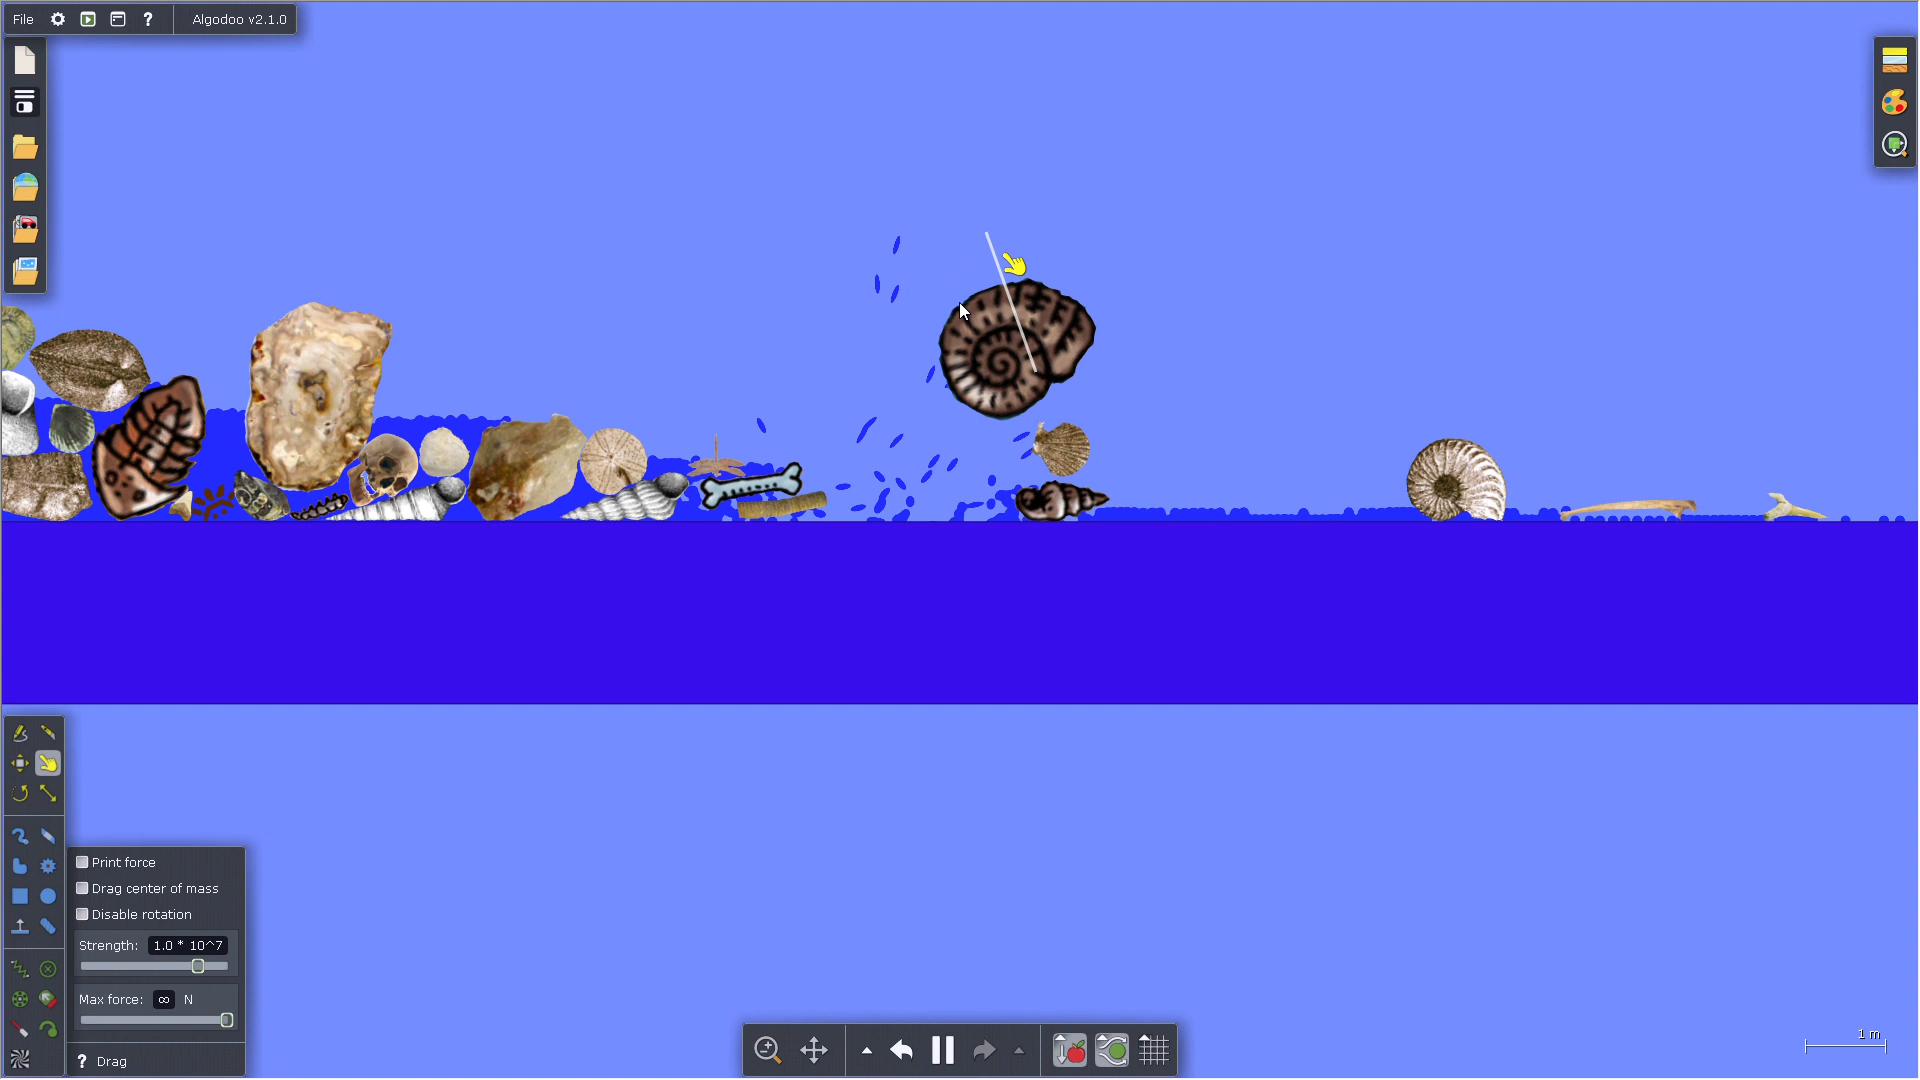 File ? Algodoo v2.1.0
Print force
Drag center of mass
Disable rotation
Strength: 1.0 * 10^7
Max force: ∞ N
? Drag
1 m